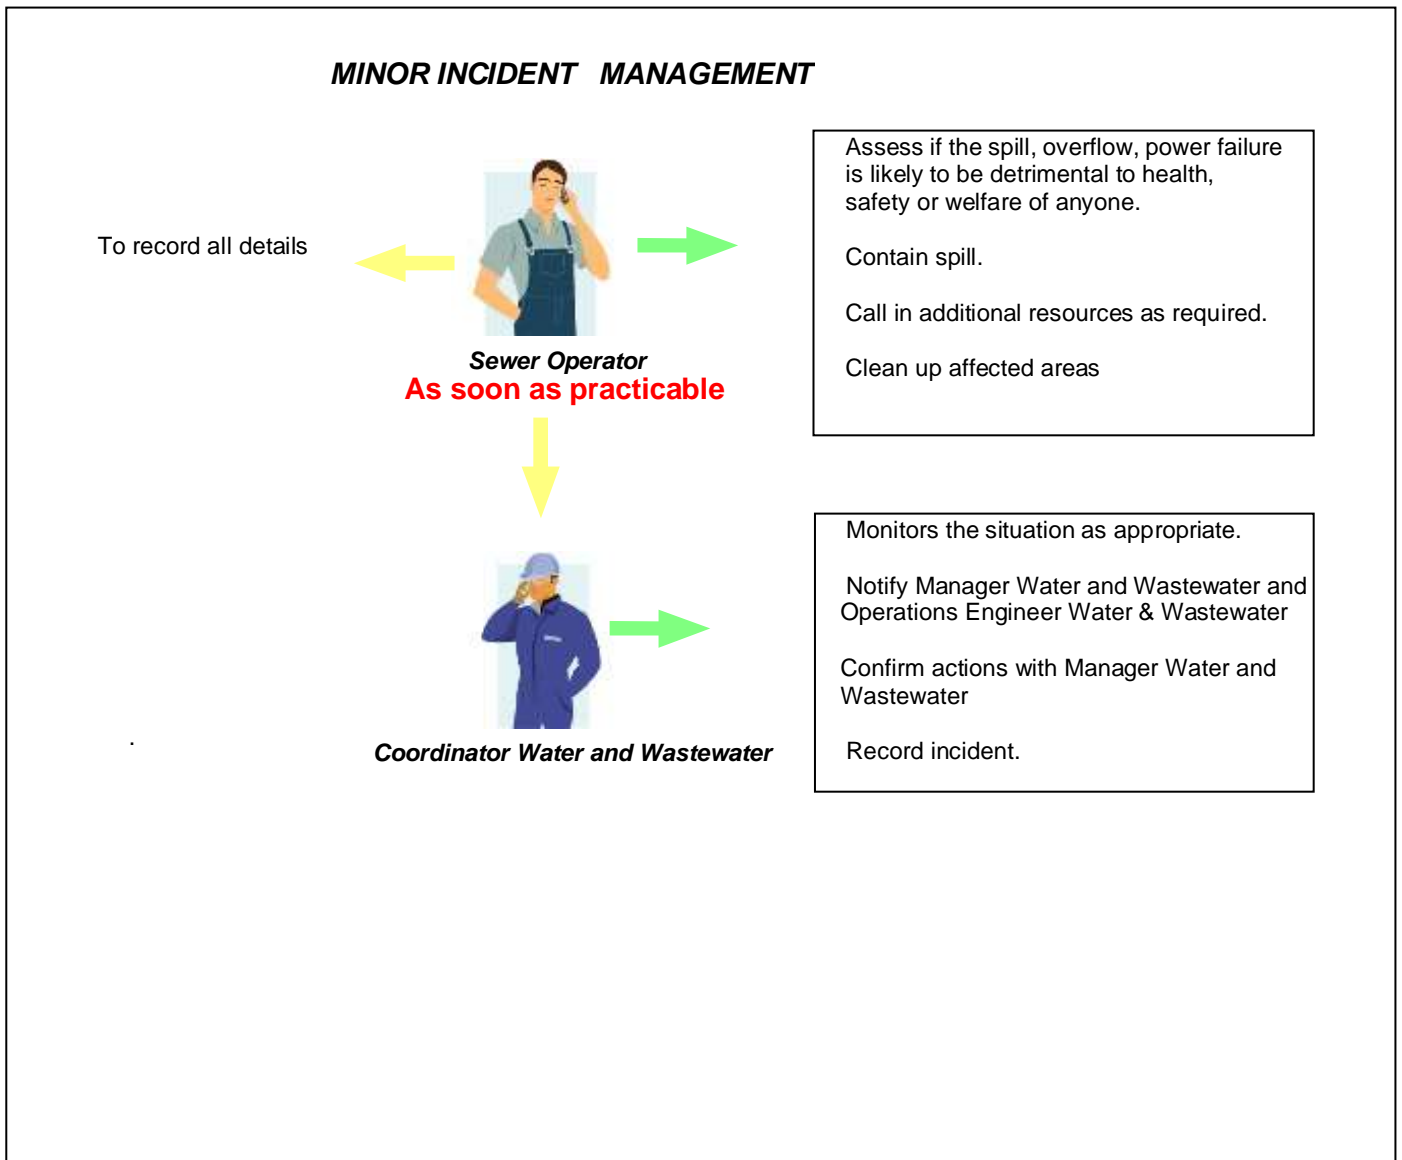 MINOR INCIDENT MANAGEMENT
To record all details
Sewer Operator
As soon as practicable
Assess if the spill, overflow, power failure
is likely to be detrimental to health,
safety or welfare of anyone.
Contain spill.
Call in additional resources as required.
Clean up affected areas
.
Coordinator Water and Wastewater
Monitors the situation as appropriate.
Notify Manager Water and Wastewater and
Operations Engineer Water & Wastewater
Confirm actions with Manager Water and
Wastewater
Record incident.